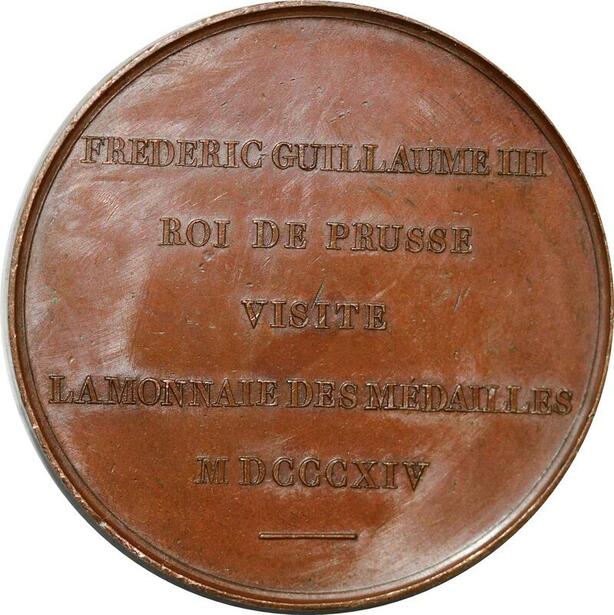 FREDERIC GUILLAUME III
ROI DE PRUSSE
VISITE
LA MONNAIE DES MÉDAILLES
M DCCCXIV